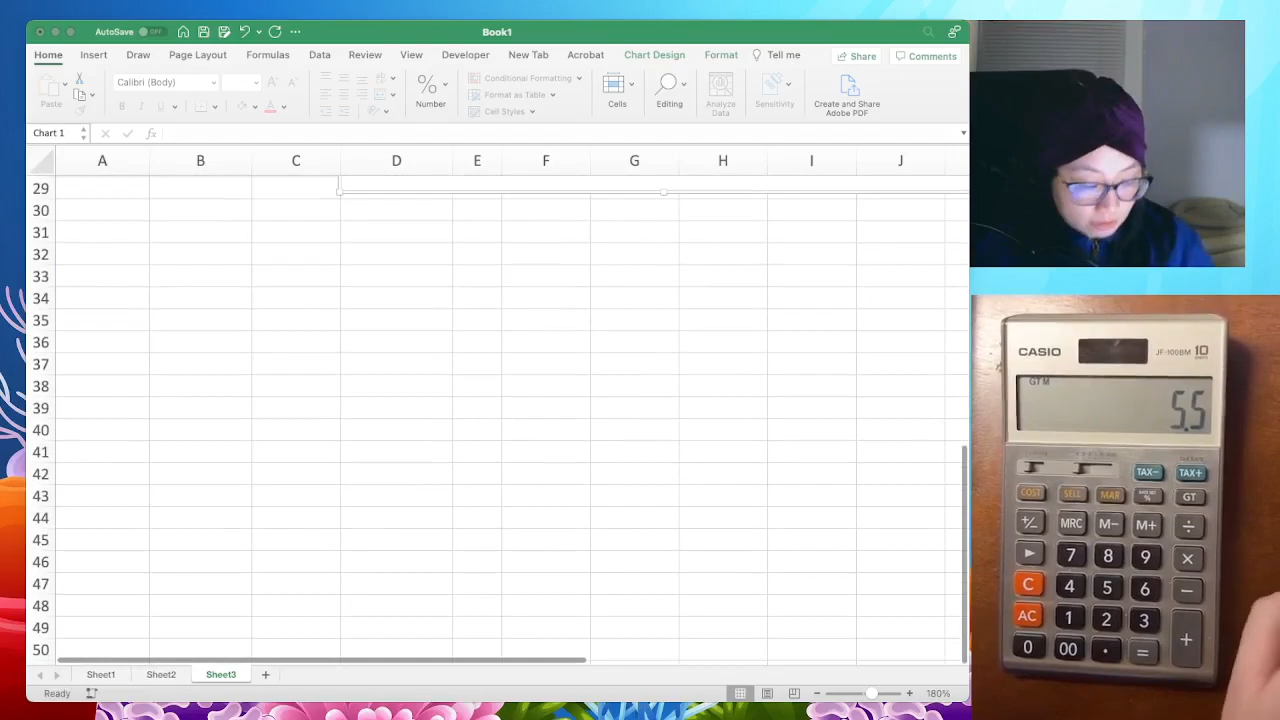 AutoSave OFF
Book1
Home Insert Draw Page Layout Formulas Data Review View Developer New Tab Acrobat Chart Design Format Tell me Share Comments
Paste
Calibri (Body)
Number
Conditional Formatting
Format as Table
Cell Styles
Cells
Editing
Analyze Data
Sensitivity
Create and Share Adobe PDF
Chart 1 fx
A B C D E F G H I J
29
30
31
32
33
34
35
36
37
38
39
40
41
42
43
44
45
46
47
48
49
50
Sheet1 Sheet2 Sheet3
Ready
180%
CASIO JF-100BM 10
GT M
5.5
TAX- TAX+
COST SELL MAR % GT
+/- MRC M- M+ ÷
7 8 9 ×
C 4 5 6 −
AC 1 2 3 +
0 00 . =